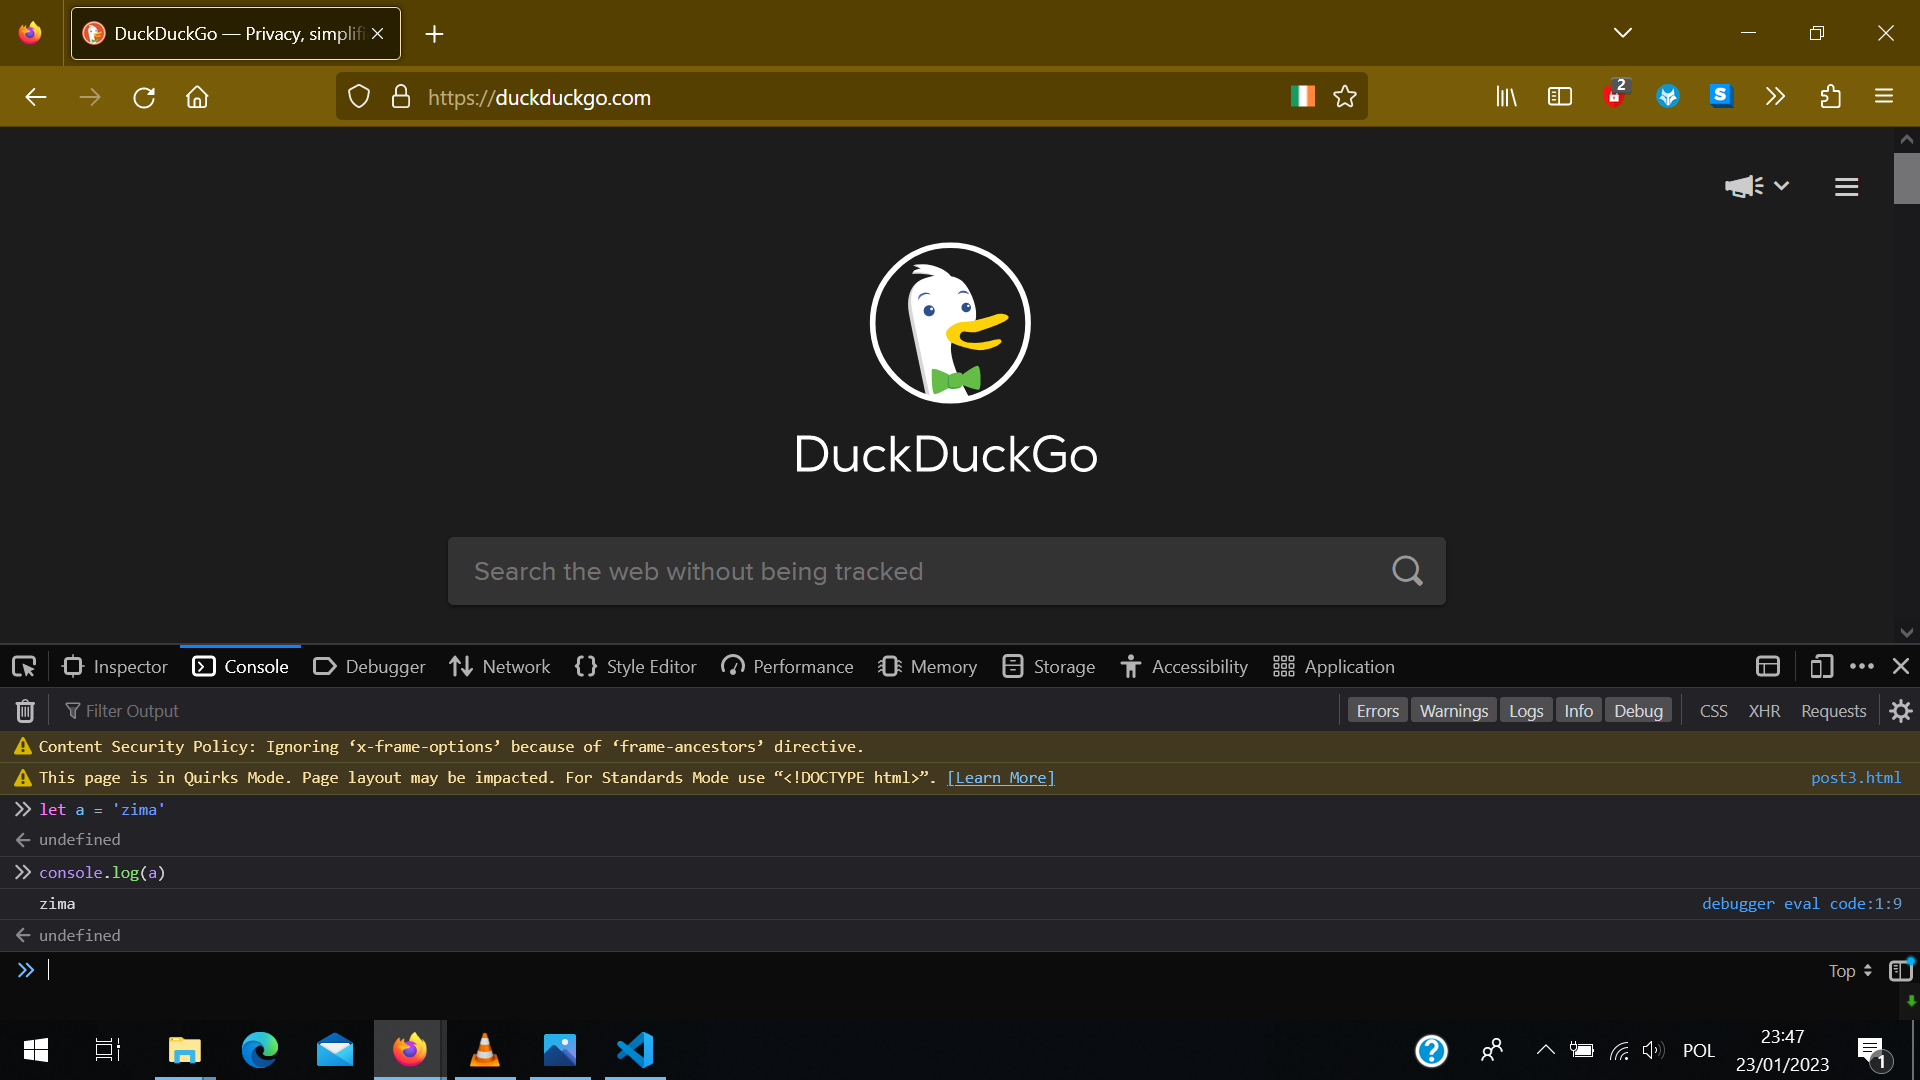 DuckDuckGo — Privacy, simplifi
https://duckduckgo.com
2
S
DuckDuckGo
Search the web without being tracked
Inspector Console Debugger Network Style Editor Performance Memory Storage Accessibility Application
Filter Output Errors Warnings Logs Info Debug CSS XHR Requests
Content Security Policy: Ignoring ‘x-frame-options’ because of ‘frame-ancestors’ directive.
This page is in Quirks Mode. Page layout may be impacted. For Standards Mode use “<!DOCTYPE html>”. [Learn More] post3.html
let a = 'zima'
undefined
console.log(a)
zima debugger eval code:1:9
undefined
Top
POL
23:47
23/01/2023
1